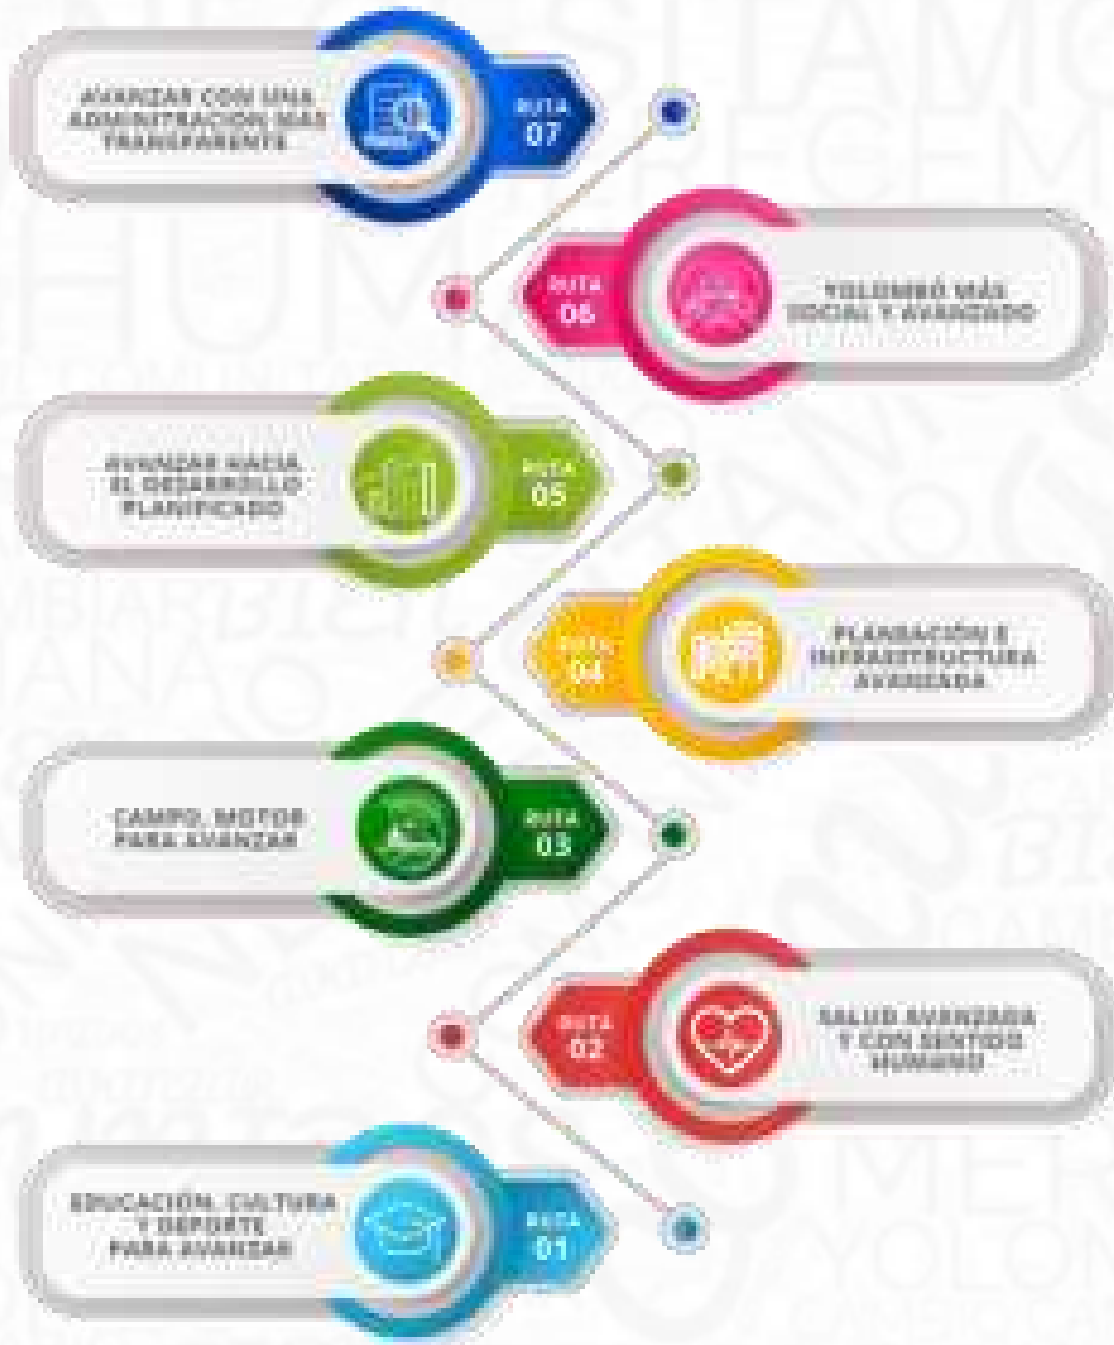 AVANZAR CON UNA
ADMINITRACIÓN MÁS
TRANSPARENTE
RUTA
07
RUTA
06
YOLOMBÓ MÁS
SOCIAL Y AVANZADO
AVANZAR HACIA
EL DESARROLLO
PLANIFICADO
RUTA
05
RUTA
04
PLANEACIÓN E
INFRAESTRUCTURA
AVANZADA
CAMPO, MOTOR
PARA AVANZAR
RUTA
03
RUTA
02
SALUD AVANZADA
Y CON SENTIDO
HUMANO
EDUCACIÓN, CULTURA
Y DEPORTE
PARA AVANZAR
RUTA
01